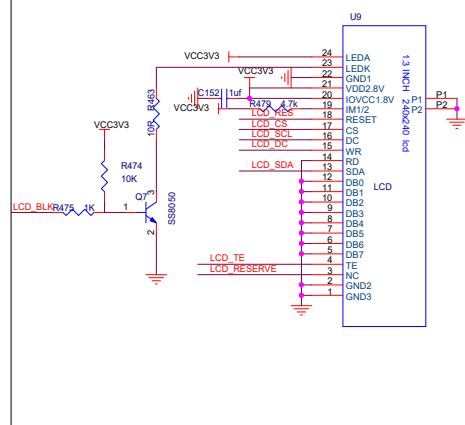 U9
VCC3V3
24 LEDA
23 LEDK
22 GND1
VCC3V3
21 VDD2.8V
C152 1uf
20 IOVCC1.8V
VCC3V3
R479 4.7k
19 IM1/2
LCD_RES 18 RESET
LCD_CS 17 CS
LCD_SCL 16 DC
LCD_DC 15 WR
14 RD
LCD_SDA 13 SDA
12 DB0
11 DB1
10 DB2
9 DB3
8 DB4
7 DB5
6 DB6
5 DB7
LCD_TE 4 TE
LCD_RESERVE 3 NC
2 GND2
1 GND3
1.3 INCH 240x240 lcd
LCD
P1 P1
P2 P2
R463
10R
VCC3V3
R474
10K
Q7
3
SS8050
LCD_BLK R475 1K 1
2